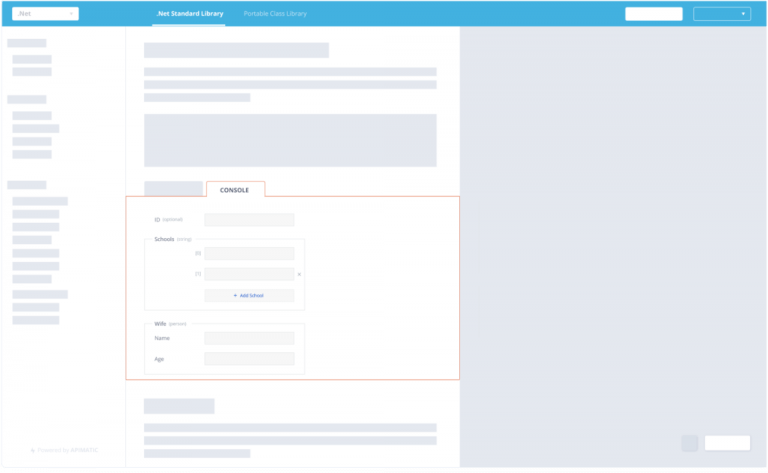 .Net
.Net Standard Library
Portable Class Library
CONSOLE
ID (optional)
Schools (string)
[0]
[1]
x
+ Add School
Wife (person)
Name
Age
Powered by APIMATIC